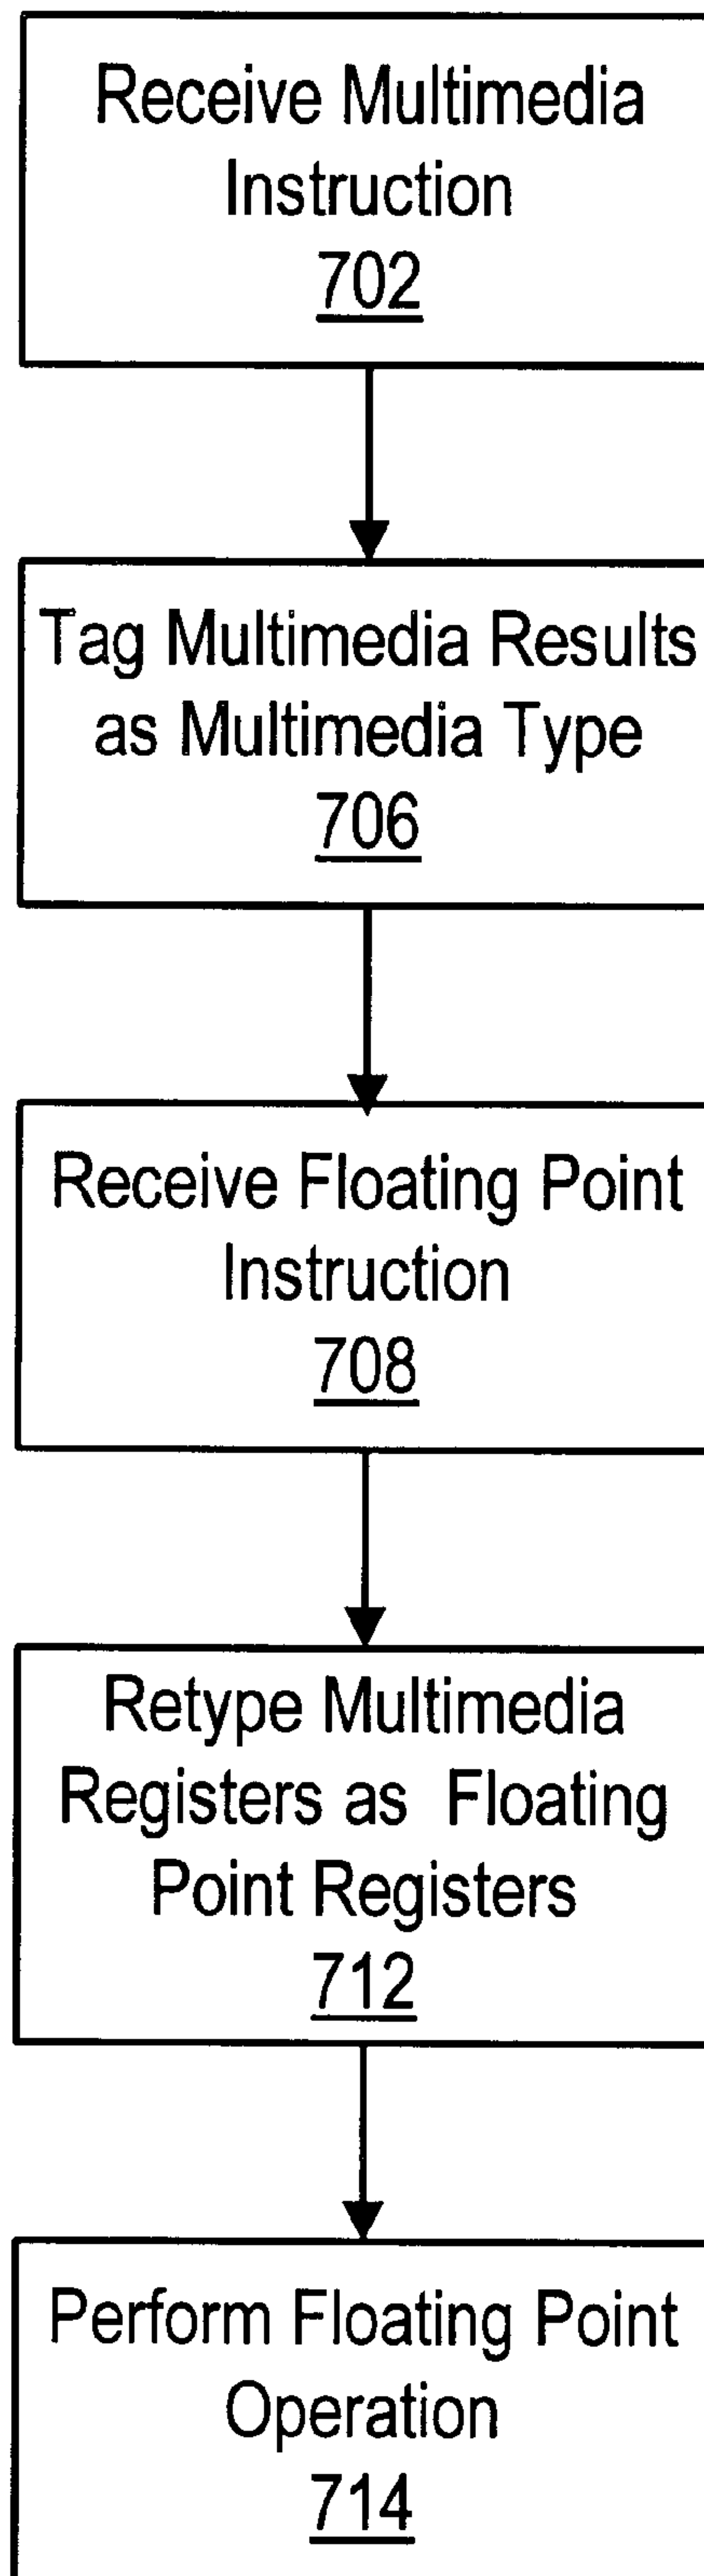 Receive Multimedia
Instruction
702
Tag Multimedia Results
as Multimedia Type
706
Receive Floating Point
Instruction
708
Retype Multimedia
Registers as Floating
Point Registers
712
Perform Floating Point
Operation
714